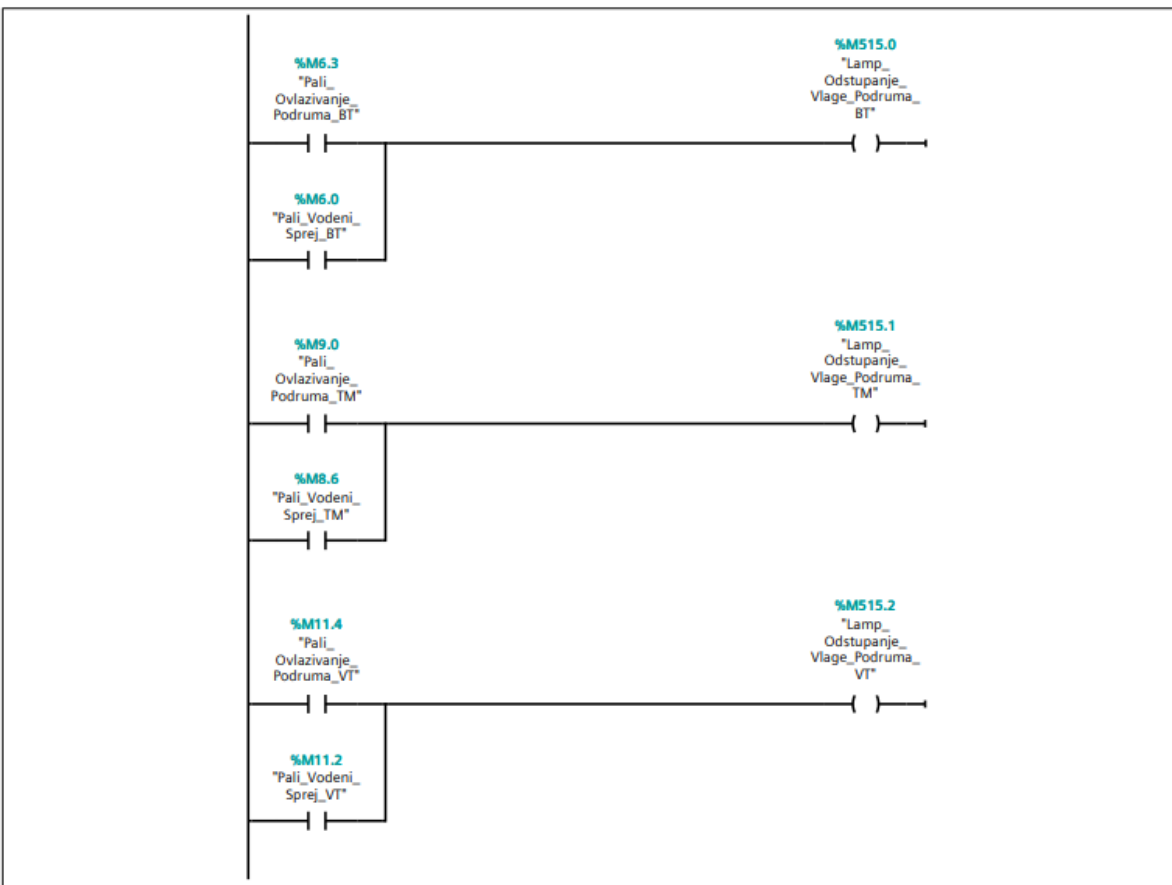 %M6.3
"Pali_
Ovlazivanje_
Podruma_BT"
%M515.0
"Lamp_
Odstupanje_
Vlage_Podruma_
BT"
%M6.0
"Pali_Vodeni_
Sprej_BT"
%M9.0
"Pali_
Ovlazivanje_
Podruma_TM"
%M515.1
"Lamp_
Odstupanje_
Vlage_Podruma_
TM"
%M8.6
"Pali_Vodeni_
Sprej_TM"
%M11.4
"Pali_
Ovlazivanje_
Podruma_VT"
%M515.2
"Lamp_
Odstupanje_
Vlage_Podruma_
VT"
%M11.2
"Pali_Vodeni_
Sprej_VT"